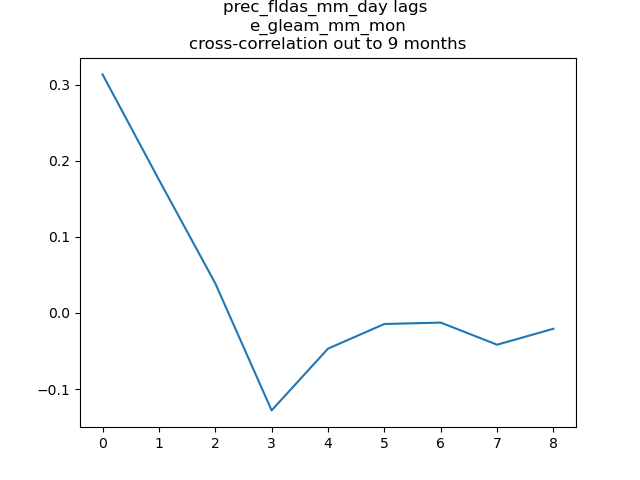 prec_fldas_mm_day lags
e_gleam_mm_mon
cross-correlation out to 9 months
0.3
0.2
0.1
0.0
−0.1
0 1 2 3 4 5 6 7 8